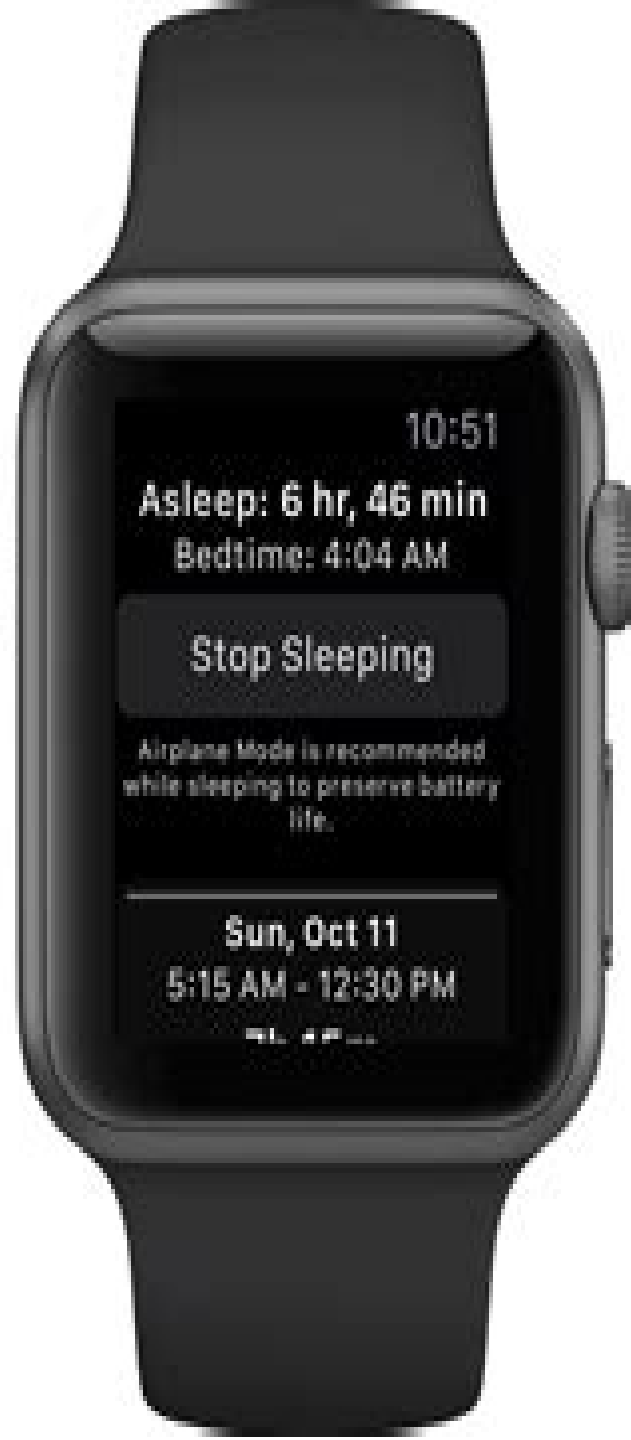 10:51
Asleep: 6 hr, 46 min
Bedtime: 4:04 AM
Stop Sleeping
Airplane Mode is recommended
while sleeping to preserve battery
life.
Sun, Oct 11
5:15 AM - 12:30 PM